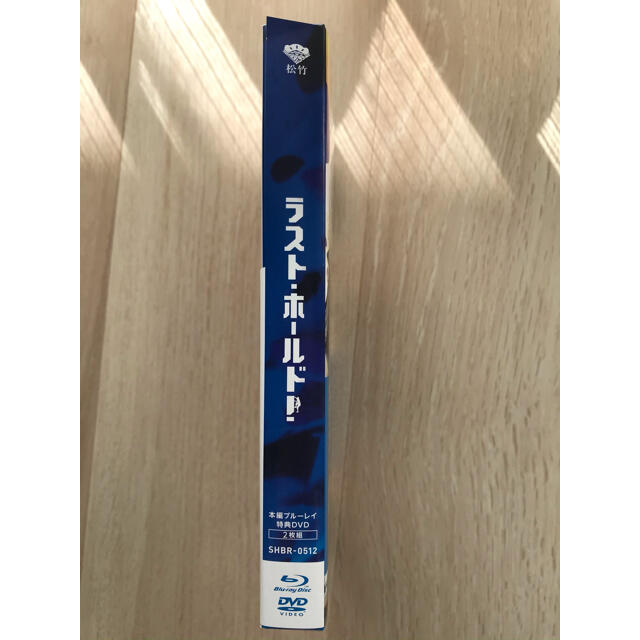 松竹
ラスト・ホールド!
本編ブルーレイ
特典DVD
2枚組
SHBR-0512
Blu-ray Disc
DVD
VIDEO